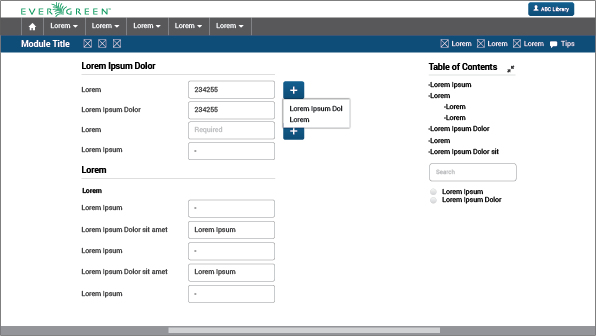 EVERGREEN™
ABC Library
Lorem Lorem Lorem Lorem Lorem
Module Title Lorem Lorem Lorem Tips
Lorem Ipsum Dolor
Lorem 234255 +
Lorem Ipsum Dolor 234255
Lorem Ipsum Dol
Lorem
Lorem Required +
Lorem Ipsum -
Lorem
Lorem
Lorem Ipsum -
Lorem Ipsum Dolor sit amet Lorem Ipsum
Lorem Ipsum -
Lorem Ipsum Dolor sit amet Lorem Ipsum
Lorem Ipsum -
Table of Contents
-Lorem Ipsum
-Lorem
-Lorem
-Lorem
-Lorem Ipsum Dolor
-Lorem
-Lorem Ipsum Dolor sit
Search
Lorem Ipsum
Lorem Ipsum Dolor